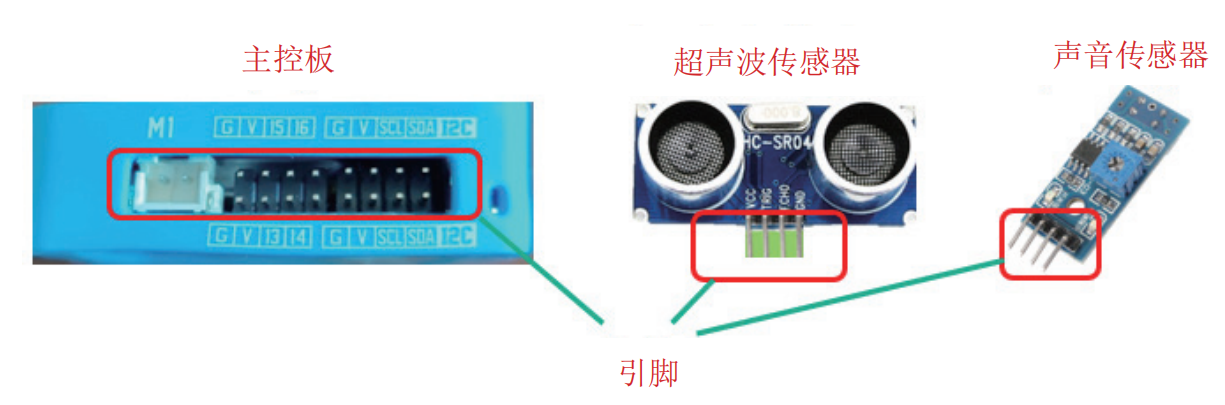 主控板
超声波传感器
声音传感器
M1 G V 15 16 G V SCL SDA I2C
G V 13 14 G V SCL SDA I2C
HC-SR04
VCC TRIG ECHO GND
引脚